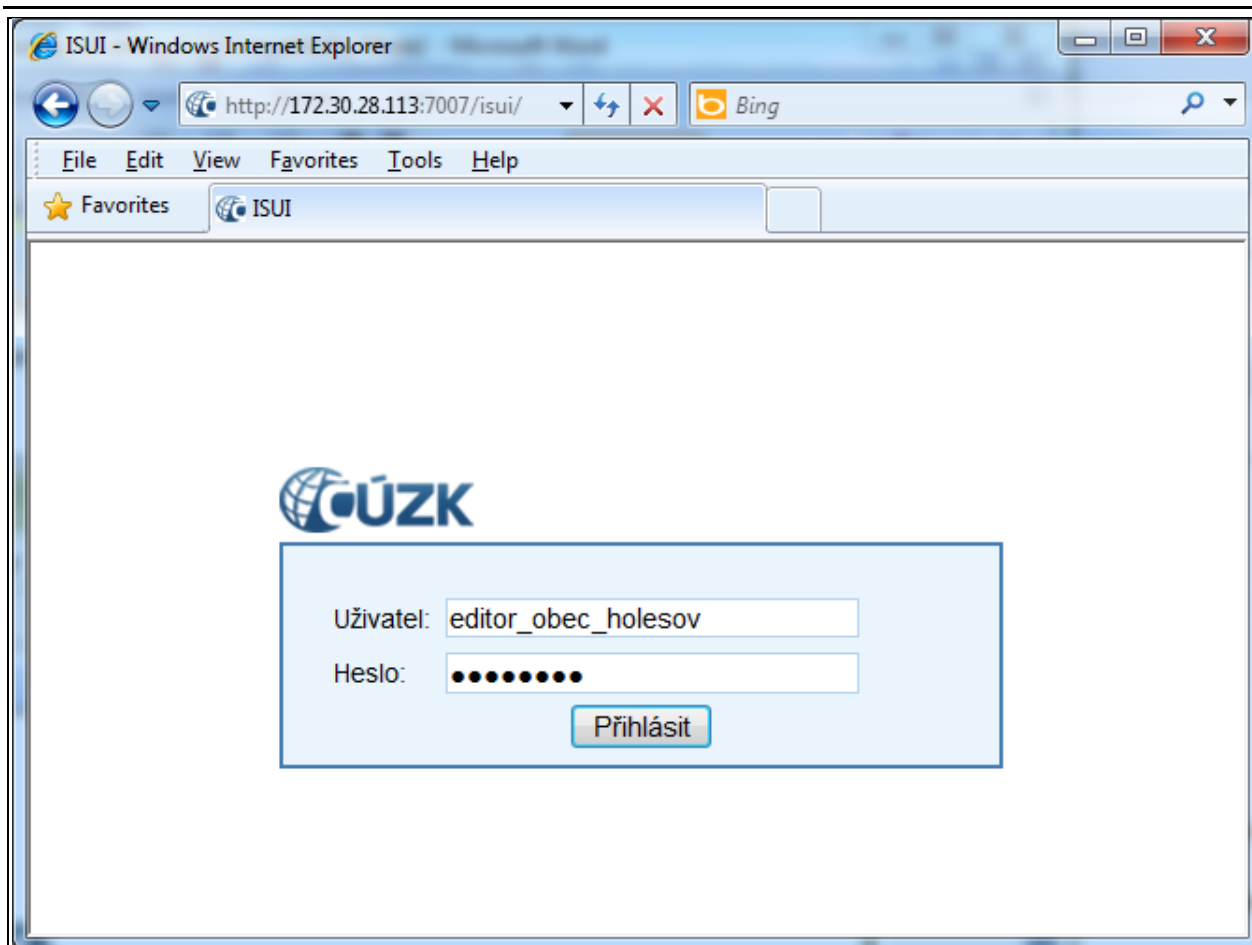 ISUI - Windows Internet Explorer
http://172.30.28.113:7007/isui/ Bing
File Edit View Favorites Tools Help
Favorites ISUI
ČÚZK
Uživatel: editor_obec_holesov
Heslo: ●●●●●●●●
Přihlásit